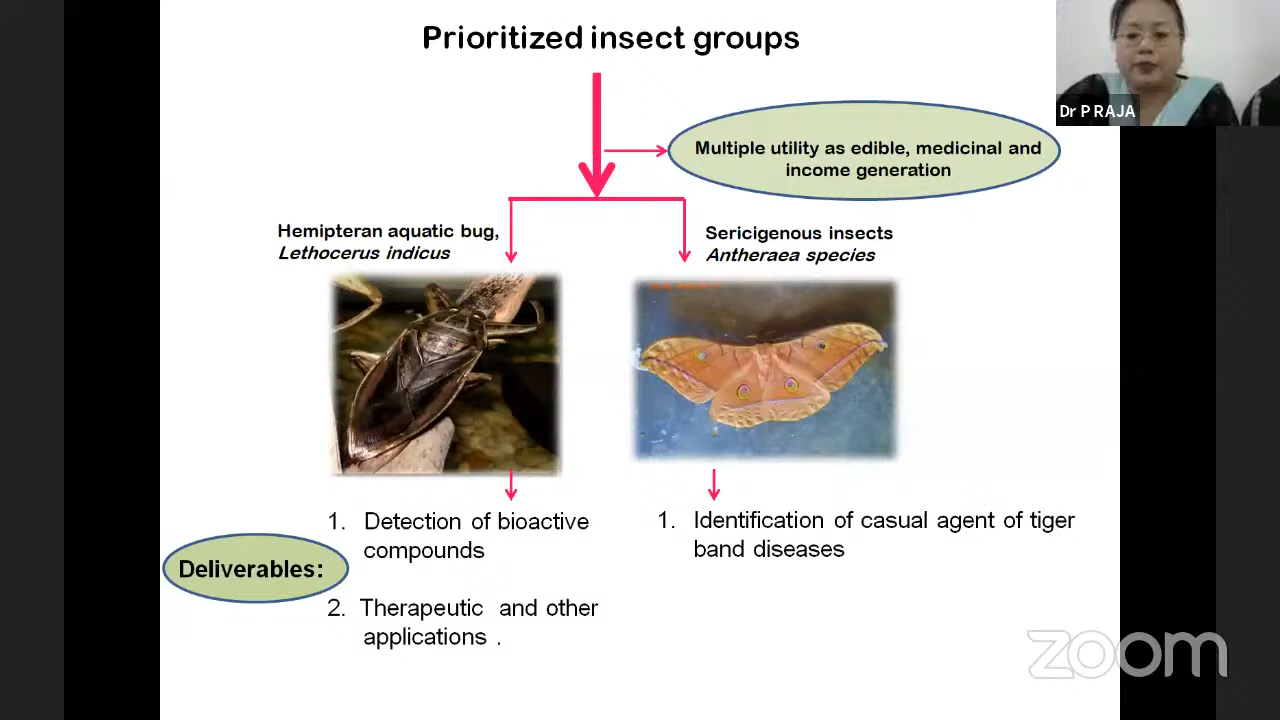 Prioritized insect groups
Dr P RAJA
Multiple utility as edible, medicinal and
income generation
Hemipteran aquatic bug,
Lethocerus indicus
Sericigenous insects
Antheraea species
1. Detection of bioactive
compounds
2. Therapeutic and other
applications .
1. Identification of casual agent of tiger
band diseases
Deliverables:
zoom